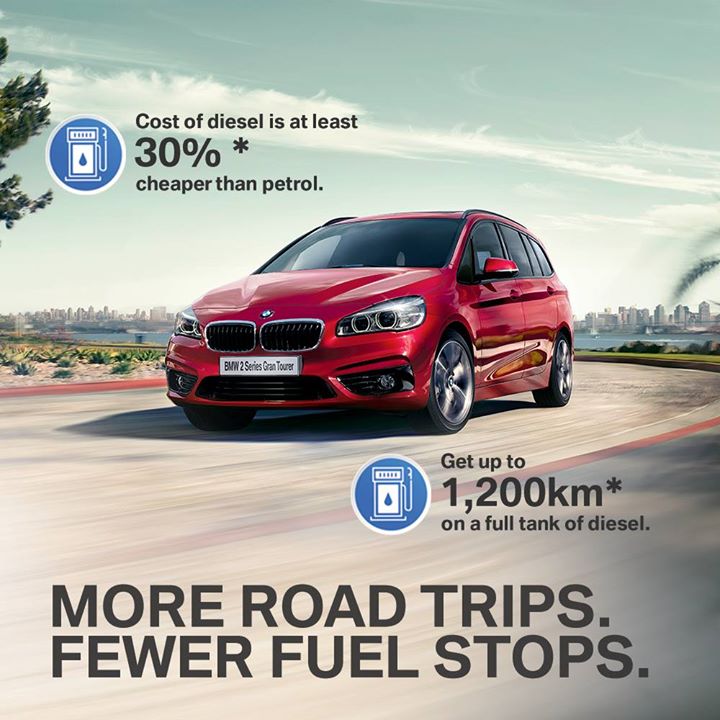 Cost of diesel is at least
30% *
cheaper than petrol.
BMW 2 Series Gran Tourer
Get up to
1,200km*
on a full tank of diesel.
MORE ROAD TRIPS.
FEWER FUEL STOPS.